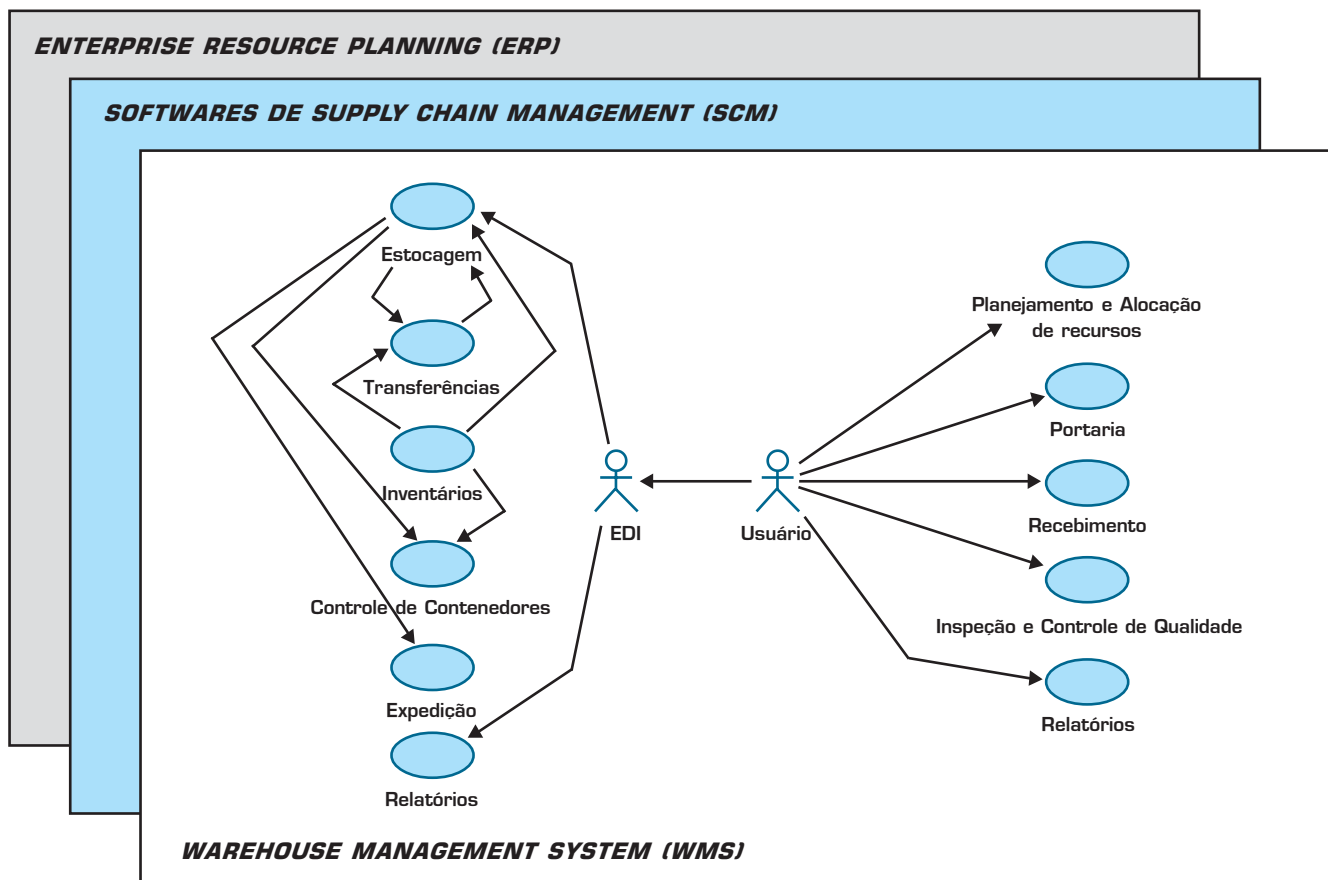 ENTERPRISE RESOURCE PLANNING (ERP)
SOFTWARES DE SUPPLY CHAIN MANAGEMENT (SCM)
Estocagem
Transferências
Inventários
Controle de Contenedores
Expedição
Relatórios
EDI
Usuário
Planejamento e Alocação
de recursos
Portaria
Recebimento
Inspeção e Controle de Qualidade
Relatórios
WAREHOUSE MANAGEMENT SYSTEM (WMS)